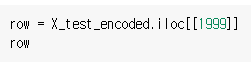 row = X_test_encoded.iloc[[1999]]
row